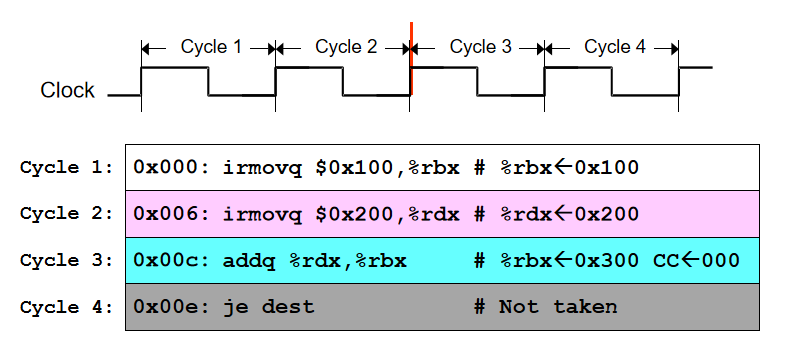 Cycle 1 Cycle 2 Cycle 3 Cycle 4
Clock
Cycle 1: 0x000: irmovq $0x100,%rbx # %rbx←0x100
Cycle 2: 0x006: irmovq $0x200,%rdx # %rdx←0x200
Cycle 3: 0x00c: addq %rdx,%rbx # %rbx←0x300 CC←000
Cycle 4: 0x00e: je dest # Not taken